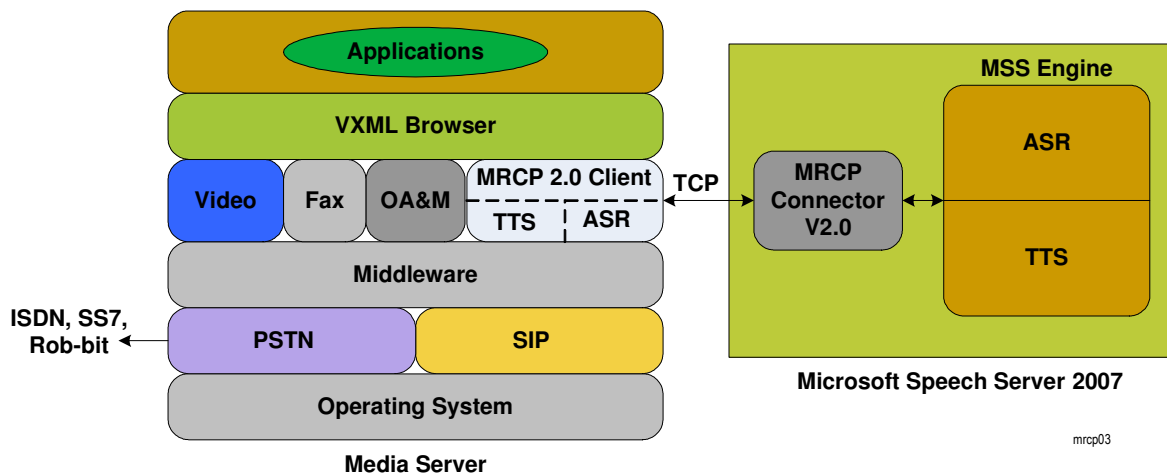 Applications
VXML Browser
Video
Fax
OA&M
MRCP 2.0 Client
TTS
ASR
Middleware
ISDN, SS7,
Rob-bit
PSTN
SIP
Operating System
Media Server
TCP
MSS Engine
MRCP
Connector
V2.0
ASR
TTS
Microsoft Speech Server 2007
mrcp03